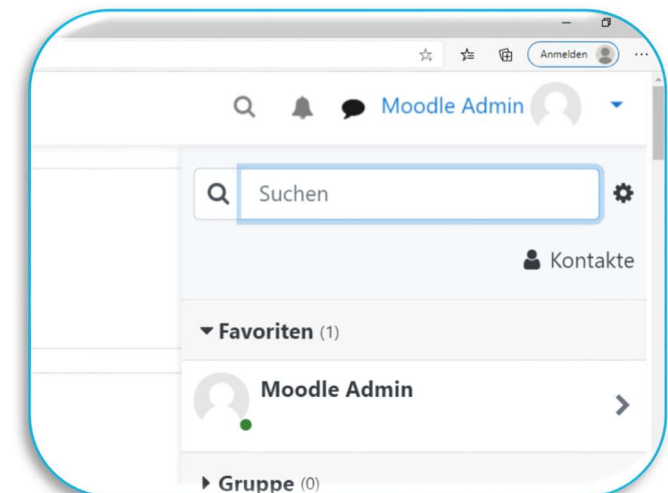 Anmelden
Moodle Admin
Suchen
Kontakte
Favoriten (1)
Moodle Admin
Gruppe (0)